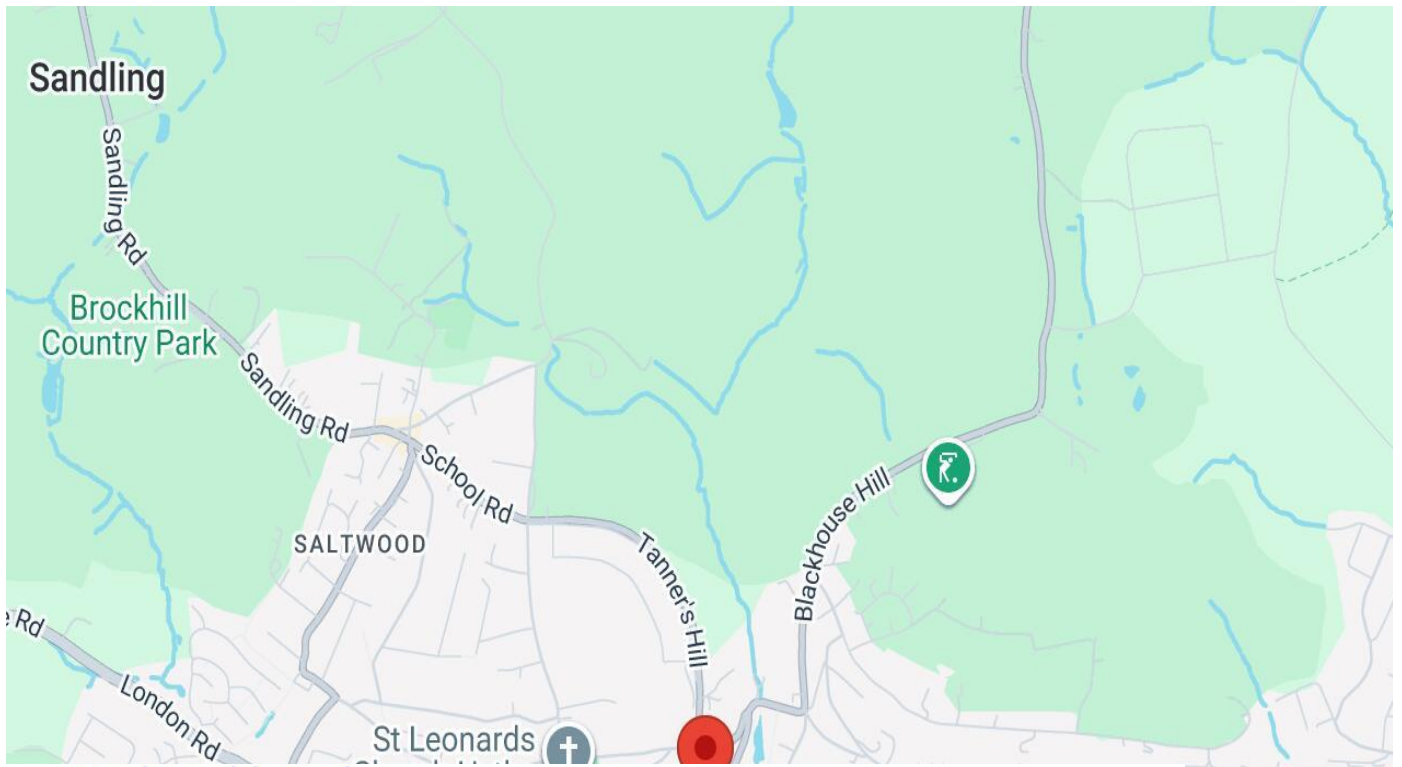 Sandling
Sandling Rd
Brockhill
Country Park
Sandling Rd
School Rd
SALTWOOD
Tanner's Hill
Blackhouse Hill
e Rd
London Rd
St Leonards